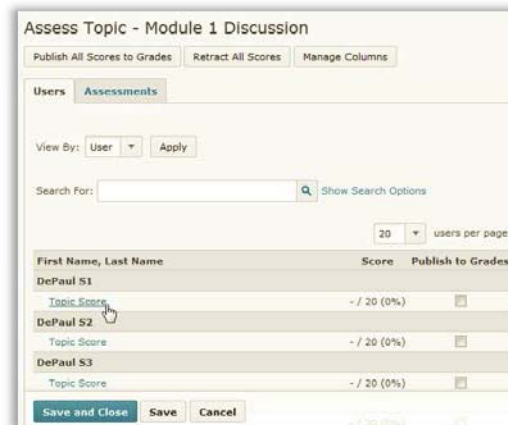 Assess Topic - Module 1 Discussion
Publish All Scores to Grades Retract All Scores Manage Columns
Users Assessments
View By: User Apply
Search For: Show Search Options
20 users per page
First Name, Last Name Score Publish to Grades
DePaul S1
Topic Score - / 20 (0%)
DePaul S2
Topic Score - / 20 (0%)
DePaul S3
Topic Score - / 20 (0%)
Save and Close Save Cancel